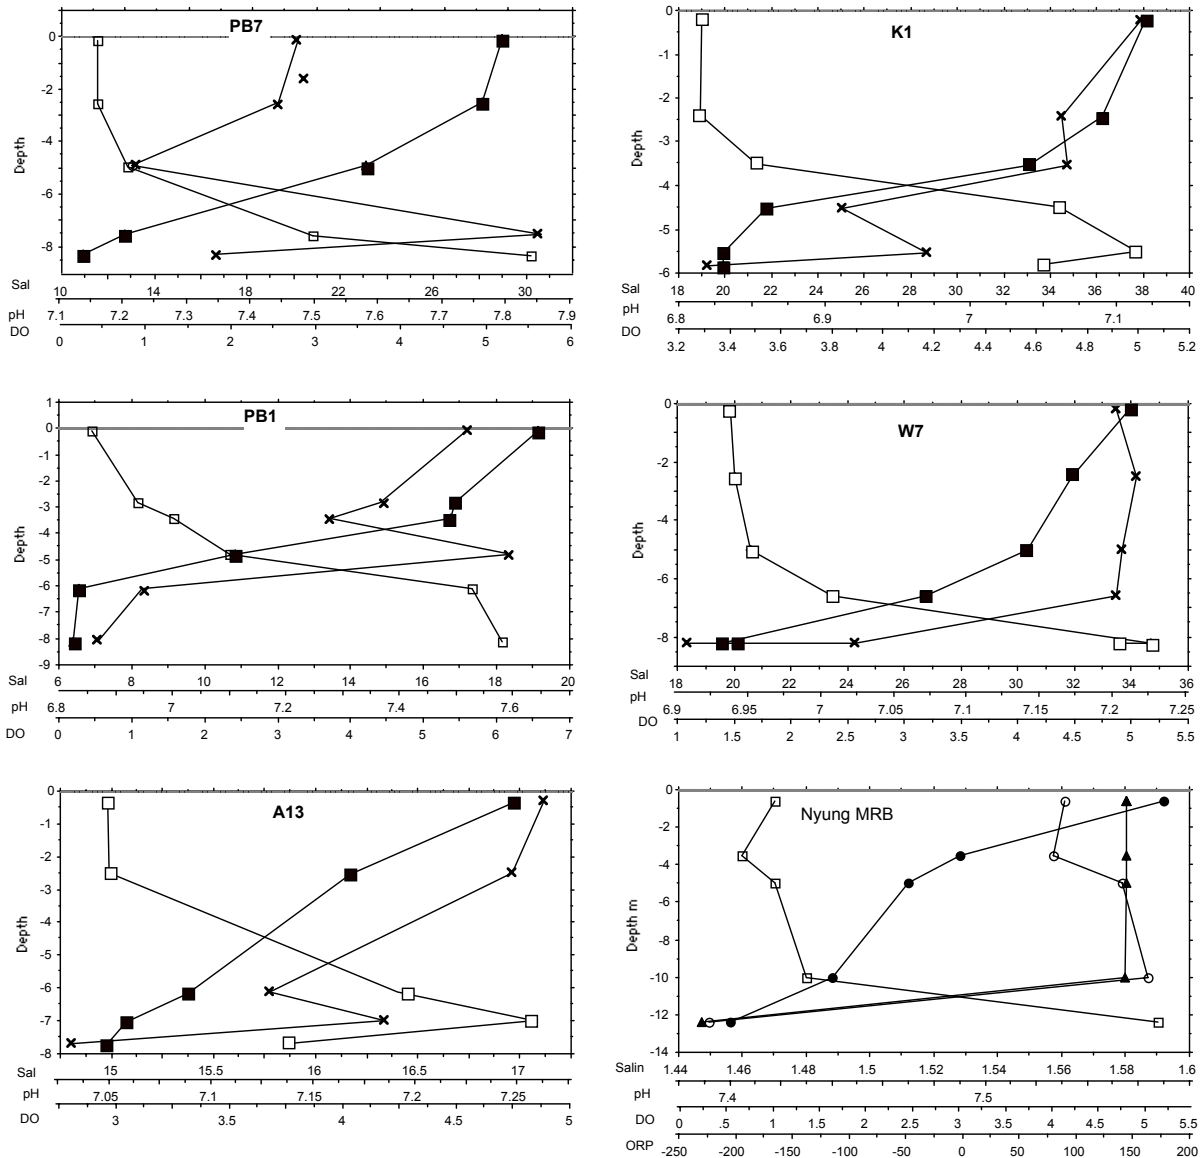 PB7
0
-2
-4
-6
-8
Depth
Sal 10 14 18 22 26 30
pH 7.1 7.2 7.3 7.4 7.5 7.6 7.7 7.8 7.9
DO 0 1 2 3 4 5 6
K1
0
-1
-2
-3
-4
-5
-6
Depth
Sal 18 20 22 24 26 28 30 32 34 36 38 40
pH 6.8 6.9 7 7.1
DO 3.2 3.4 3.6 3.8 4 4.2 4.4 4.6 4.8 5 5.2
PB1
1
0
-1
-2
-3
-4
-5
-6
-7
-8
-9
Depth
Sal 6 8 10 12 14 16 18 20
pH 6.8 7 7.2 7.4 7.6
DO 0 1 2 3 4 5 6 7
W7
0
-2
-4
-6
-8
Depth
Sal 18 20 22 24 26 28 30 32 34 36
pH 6.9 6.95 7 7.05 7.1 7.15 7.2 7.25
DO 1 1.5 2 2.5 3 3.5 4 4.5 5 5.5
A13
0
-1
-2
-3
-4
-5
-6
-7
-8
Depth
Sal 15 15.5 16 16.5 17
pH 7.05 7.1 7.15 7.2 7.25
DO 3 3.5 4 4.5 5
Nyung MRB
0
-2
-4
-6
-8
-10
-12
-14
Depth m
Salin 1.44 1.46 1.48 1.5 1.52 1.54 1.56 1.58 1.6
pH 7.4 7.5
DO 0 .5 1 1.5 2 2.5 3 3.5 4 4.5 5 5.5
ORP -250 -200 -150 -100 -50 0 50 100 150 200